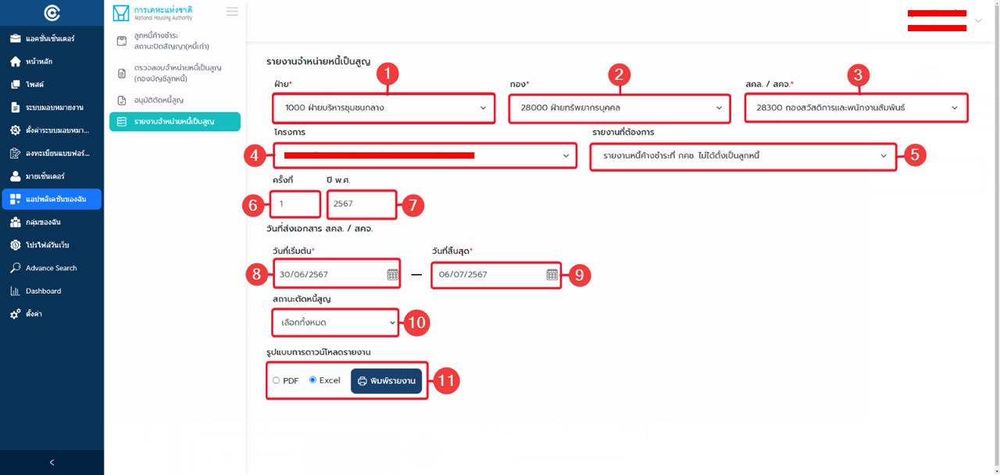 แอคชั่นเซ็นเตอร์
หน้าหลัก
โพสต์
ระบบมอบหมายงาน
ตั้งค่าระบบมอบหมา...
ลงทะเบียนแบบฟอร์...
มายเซ็นเตอร์
แอปพลิเคชันของฉัน
กลุ่มของฉัน
โปรไฟล์วันเว็บ
Advance Search
Dashboard
ตั้งค่า
การเคหะแห่งชาติ
National Housing Authority
ลูกหนี้ค้างชำระ
สถานะปิดสัญญา(หนี้เก่า)
ตรวจสอบจำหน่ายหนี้เป็นสูญ
(กองบัญชีลูกหนี้)
อนุมัติตัดหนี้สูญ
รายงานจำหน่ายหนี้เป็นสูญ
รายงานจำหน่ายหนี้เป็นสูญ
1 2 3
ฝ่าย* กอง* สคล. / สคจ.*
1000 ฝ่ายบริหารชุมชนกลาง 28000 ฝ่ายทรัพยากรบุคคล 28300 กองสวัสดิการและพนักงานสัมพันธ์
โครงการ รายงานที่ต้องการ
4 รายงานหนี้ค้างชำระที่ กคช. ไม่ได้ตั้งเป็นลูกหนี้ 5
ครั้งที่ ปี พ.ศ.
6 1 2567 7
วันที่ส่งเอกสาร สคล. / สคจ.
วันที่เริ่มต้น* วันที่สิ้นสุด*
8 30/06/2567 — 06/07/2567 9
สถานะตัดหนี้สูญ
เลือกทั้งหมด 10
รูปแบบการดาวน์โหลดรายงาน
PDF Excel พิมพ์รายงาน 11